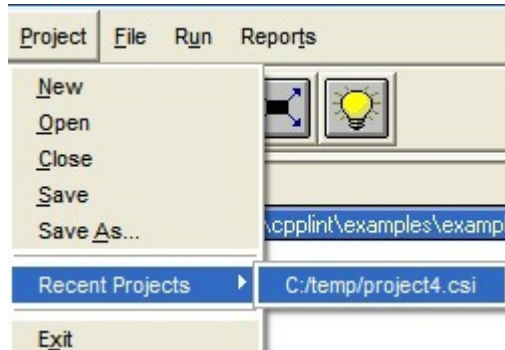 Project File Run Reports
New
Open
Close
Save
Save As...
\cpplint\examples\examp
Recent Projects C:/temp/project4.csi
Exit